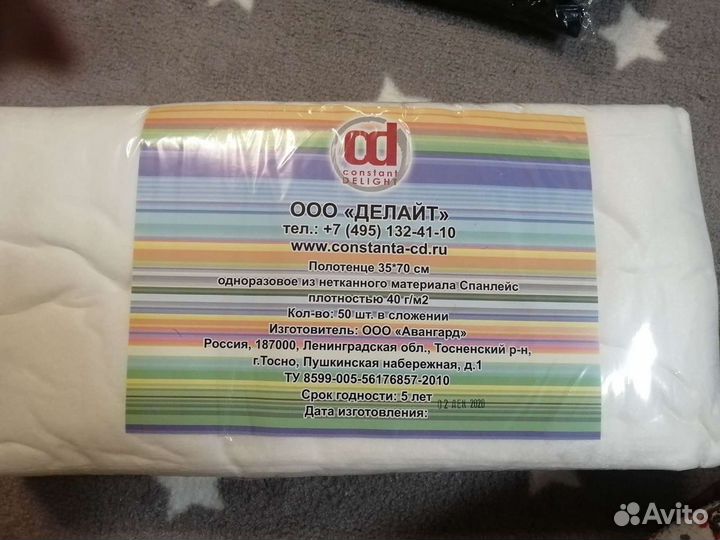 cd
constant
DELIGHT
ООО «ДЕЛАЙТ»
тел.: +7 (495) 132-41-10
www.constanta-cd.ru
Полотенце 35*70 см
одноразовое из нетканного материала Спанлейс
плотностью 40 г/м2
Кол-во: 50 шт. в сложении
Изготовитель: ООО «Авангард»
Россия, 187000, Ленинградская обл., Тосненский р-н,
г.Тосно, Пушкинская набережная, д.1
ТУ 8599-005-56176857-2010
Срок годности: 5 лет
Дата изготовления: 02 ДЕК 2020
Avito